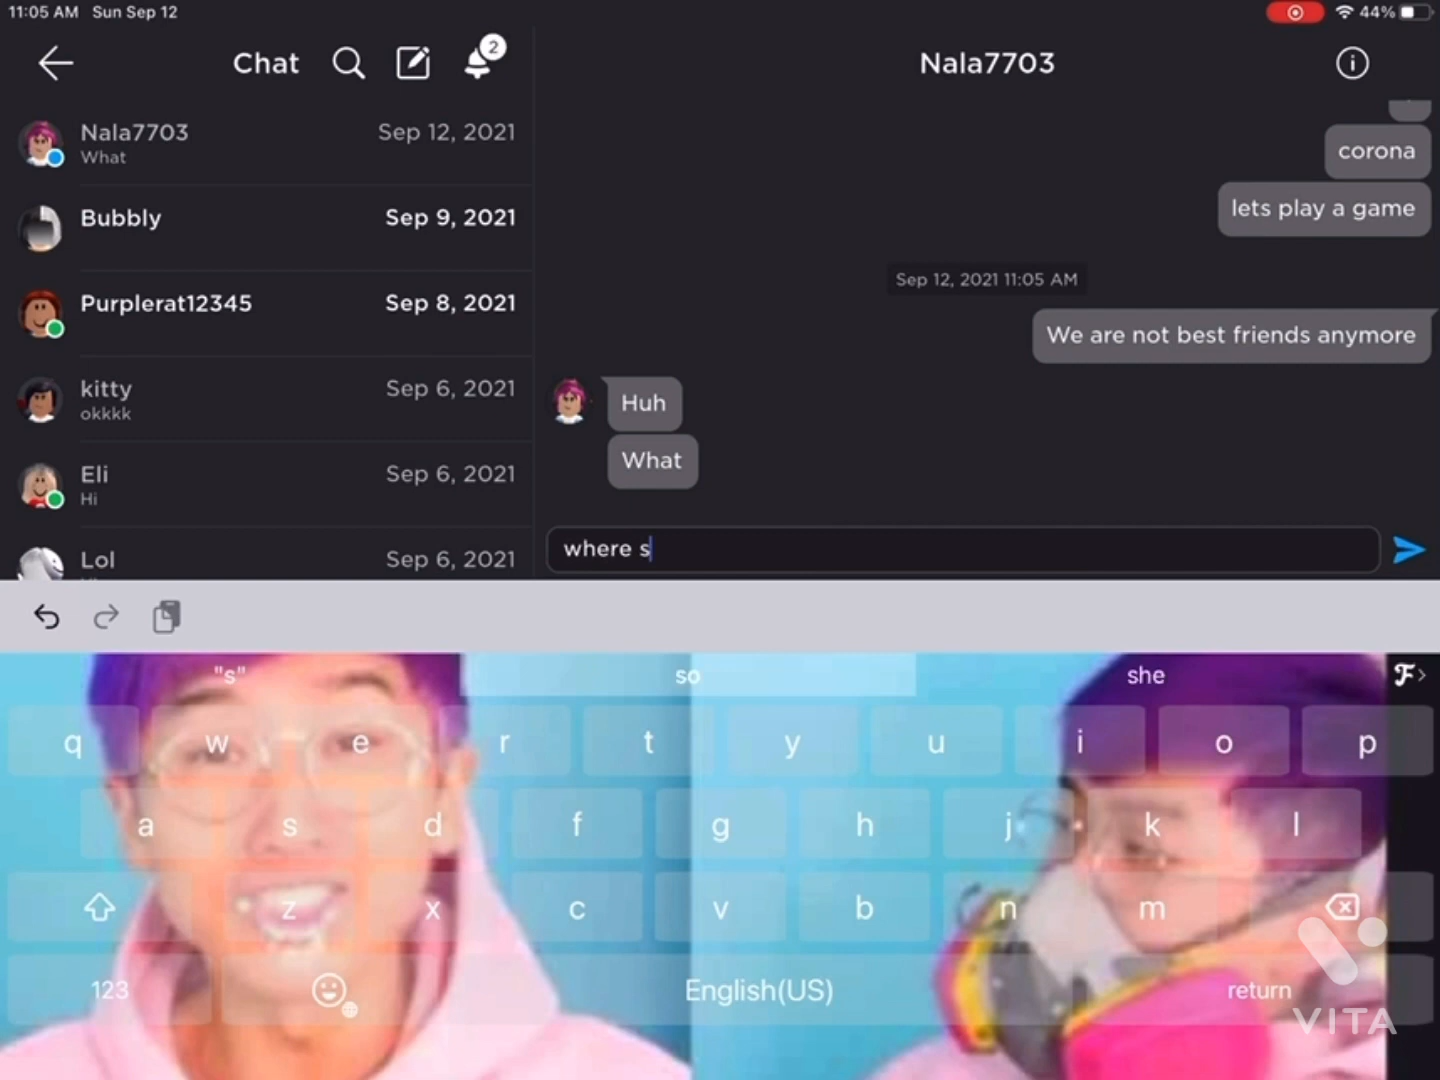 11:05 AM Sun Sep 12
44%
Chat
2
Nala7703
Nala7703 Sep 12, 2021
What
Bubbly Sep 9, 2021
Purplerat12345 Sep 8, 2021
kitty Sep 6, 2021
okkkk
Eli Sep 6, 2021
Hi
Lol Sep 6, 2021
corona
lets play a game
Sep 12, 2021 11:05 AM
We are not best friends anymore
Huh
What
where s
"s" so she
q w e r t y u i o p
a s d f g h j k l
z x c v b n m
123 English(US) return
VITA